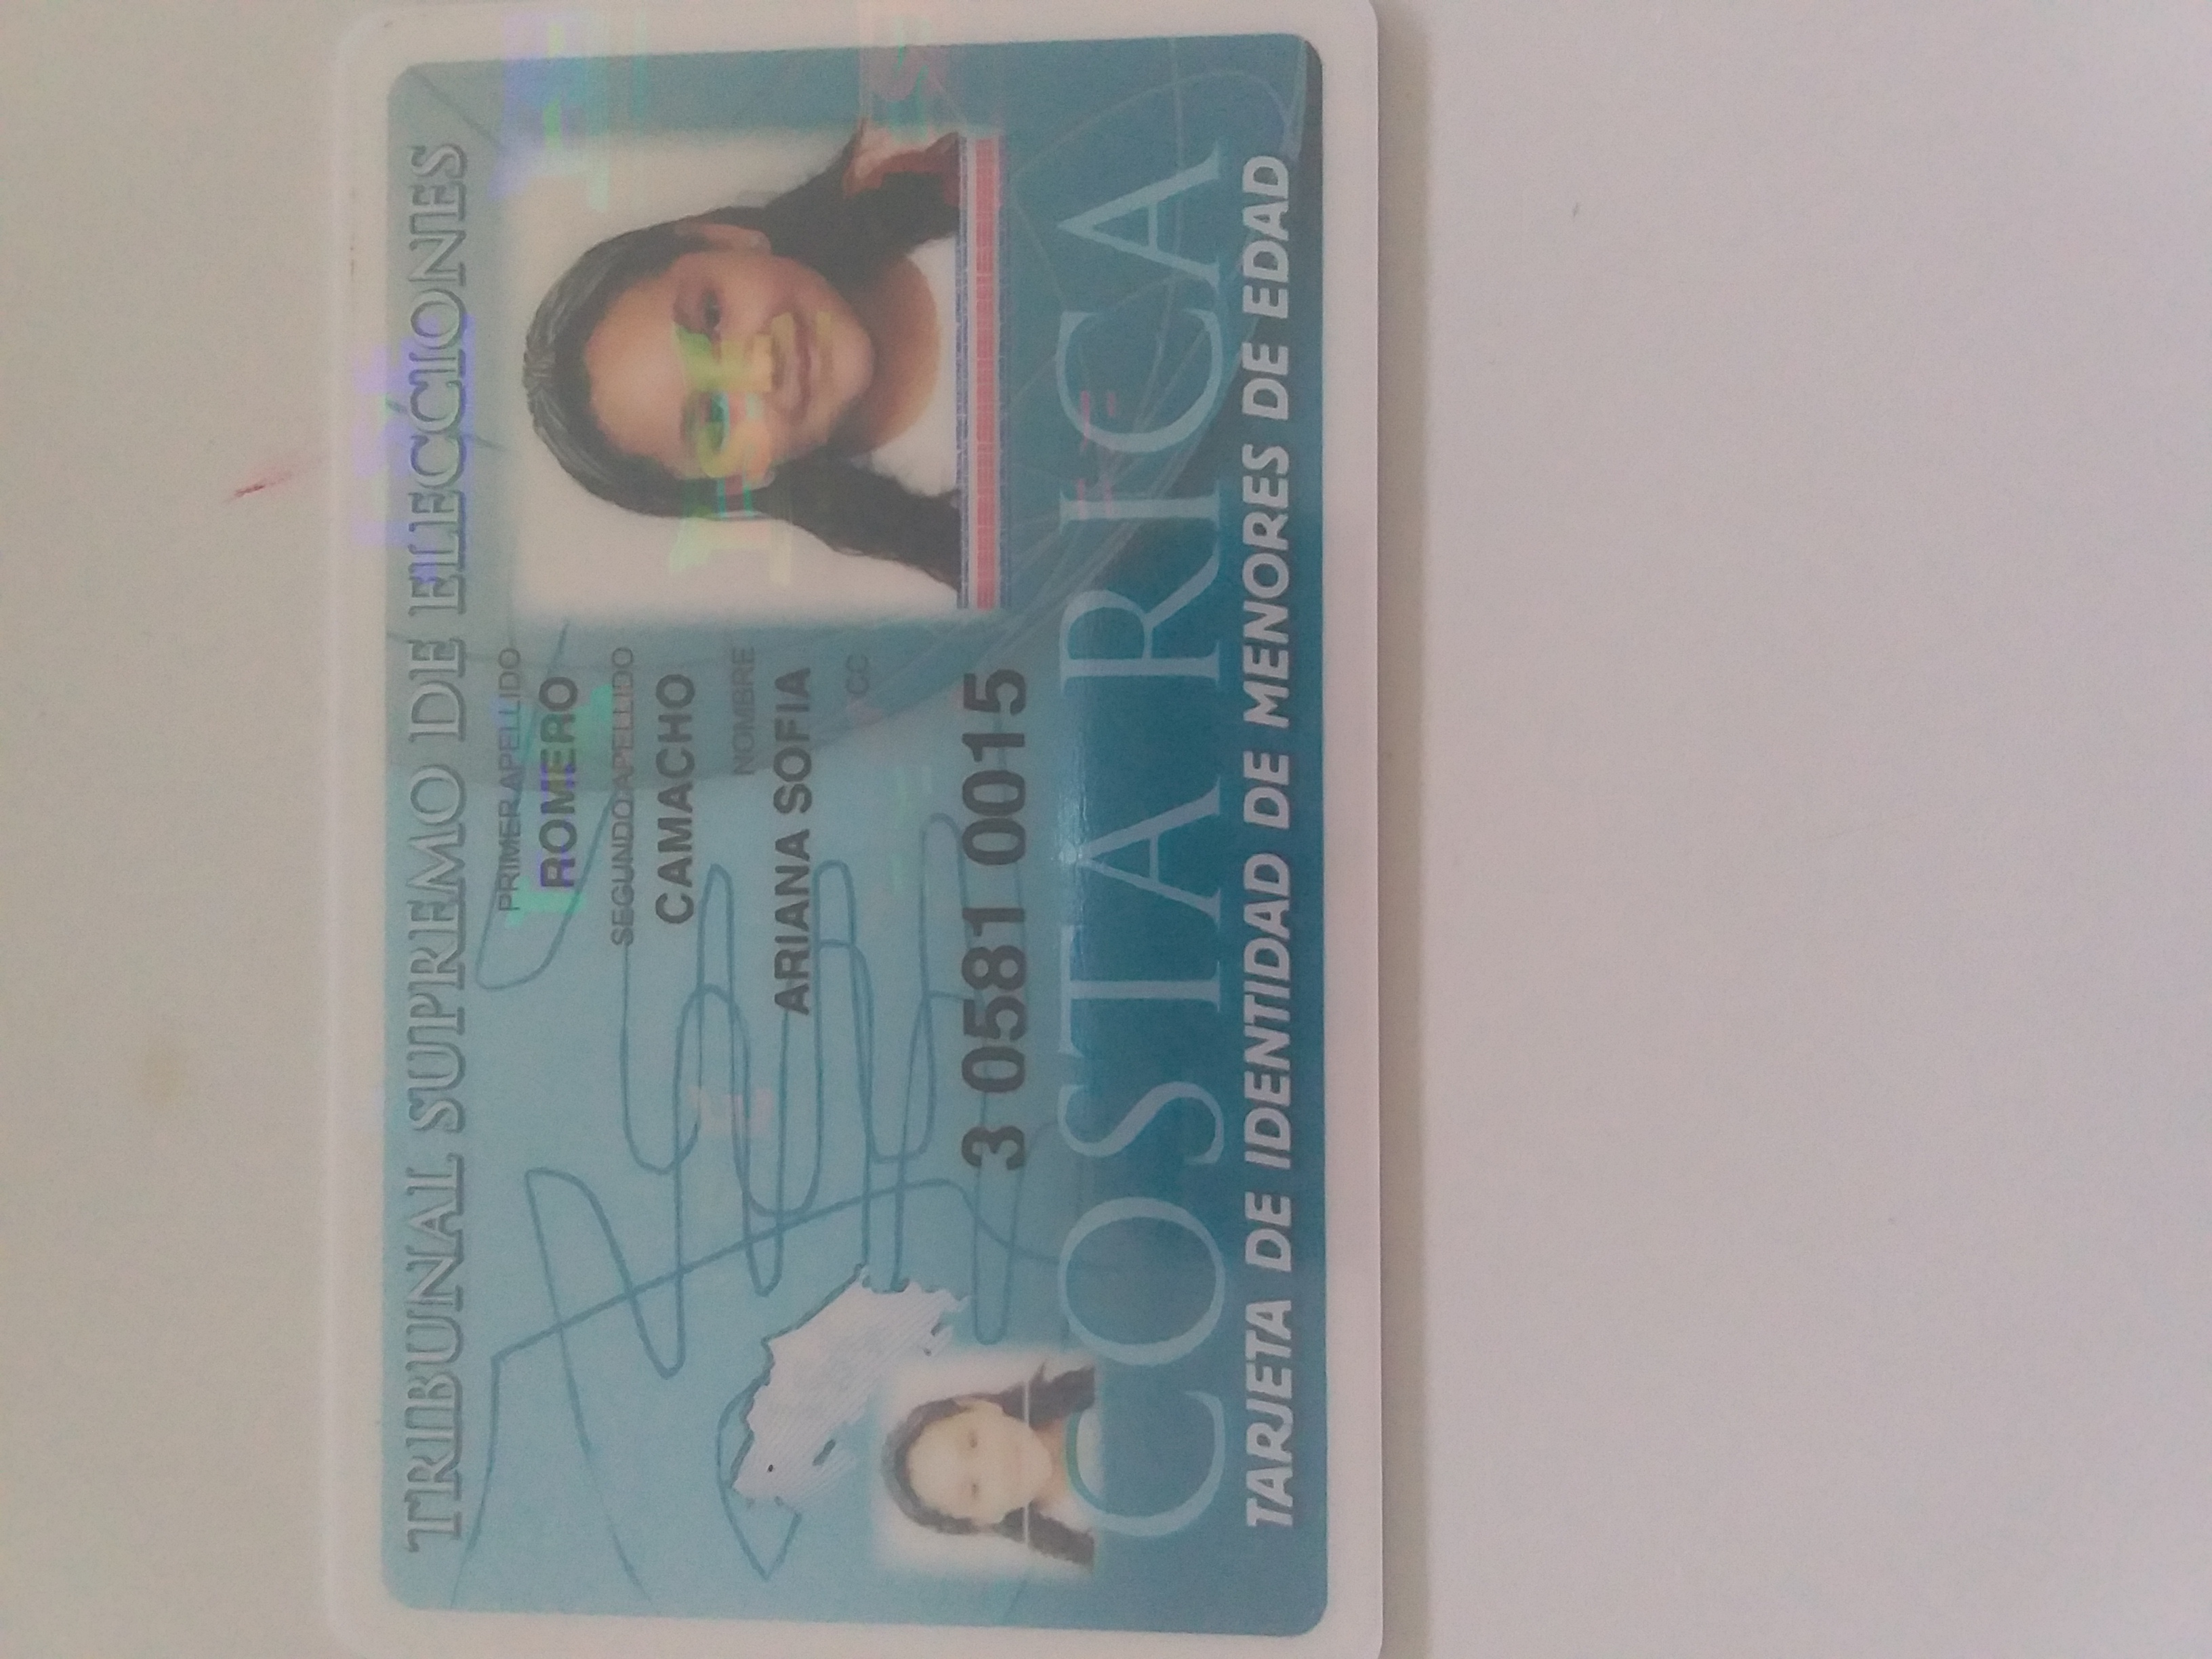 TRIBUNAL SUPREMO DE ELECCIONES
PRIMER APELLIDO
ROMERO
SEGUNDO APELLIDO
CAMACHO
NOMBRE
ARIANA SOFIA
CC
3 0581 0015
COSTA RICA
TARJETA DE IDENTIDAD DE MENORES DE EDAD